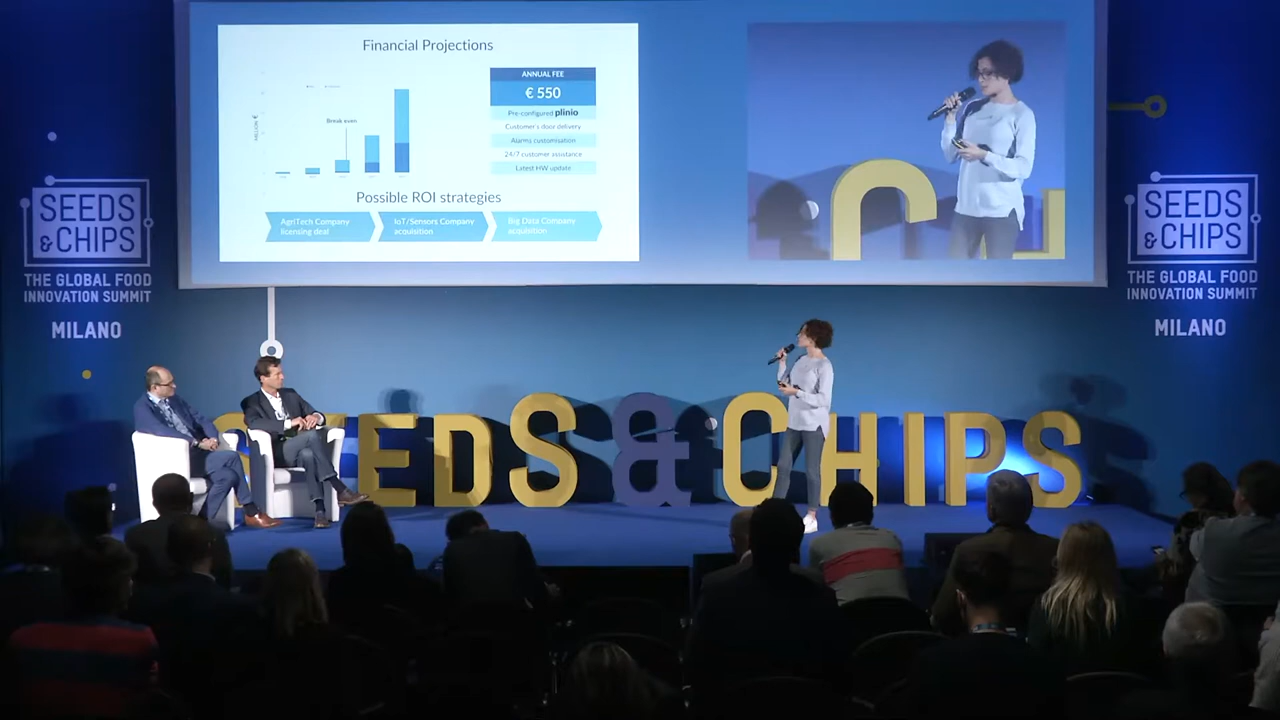 Financial Projections
MILLION €
Break even
ANNUAL FEE
€ 550
Pre-configured plinio
Customer's door delivery
Alarms customisation
24/7 customer assistance
Latest HW update
Possible ROI strategies
AgriTech Company
licensing deal
IoT/Sensors Company
acquisition
Big Data Company
acquisition
SEEDS
& CHIPS
THE GLOBAL FOOD
INNOVATION SUMMIT
MILANO
SEEDS
& CHIPS
THE GLOBAL FOOD
INNOVATION SUMMIT
MILANO
SEEDS & CHIPS